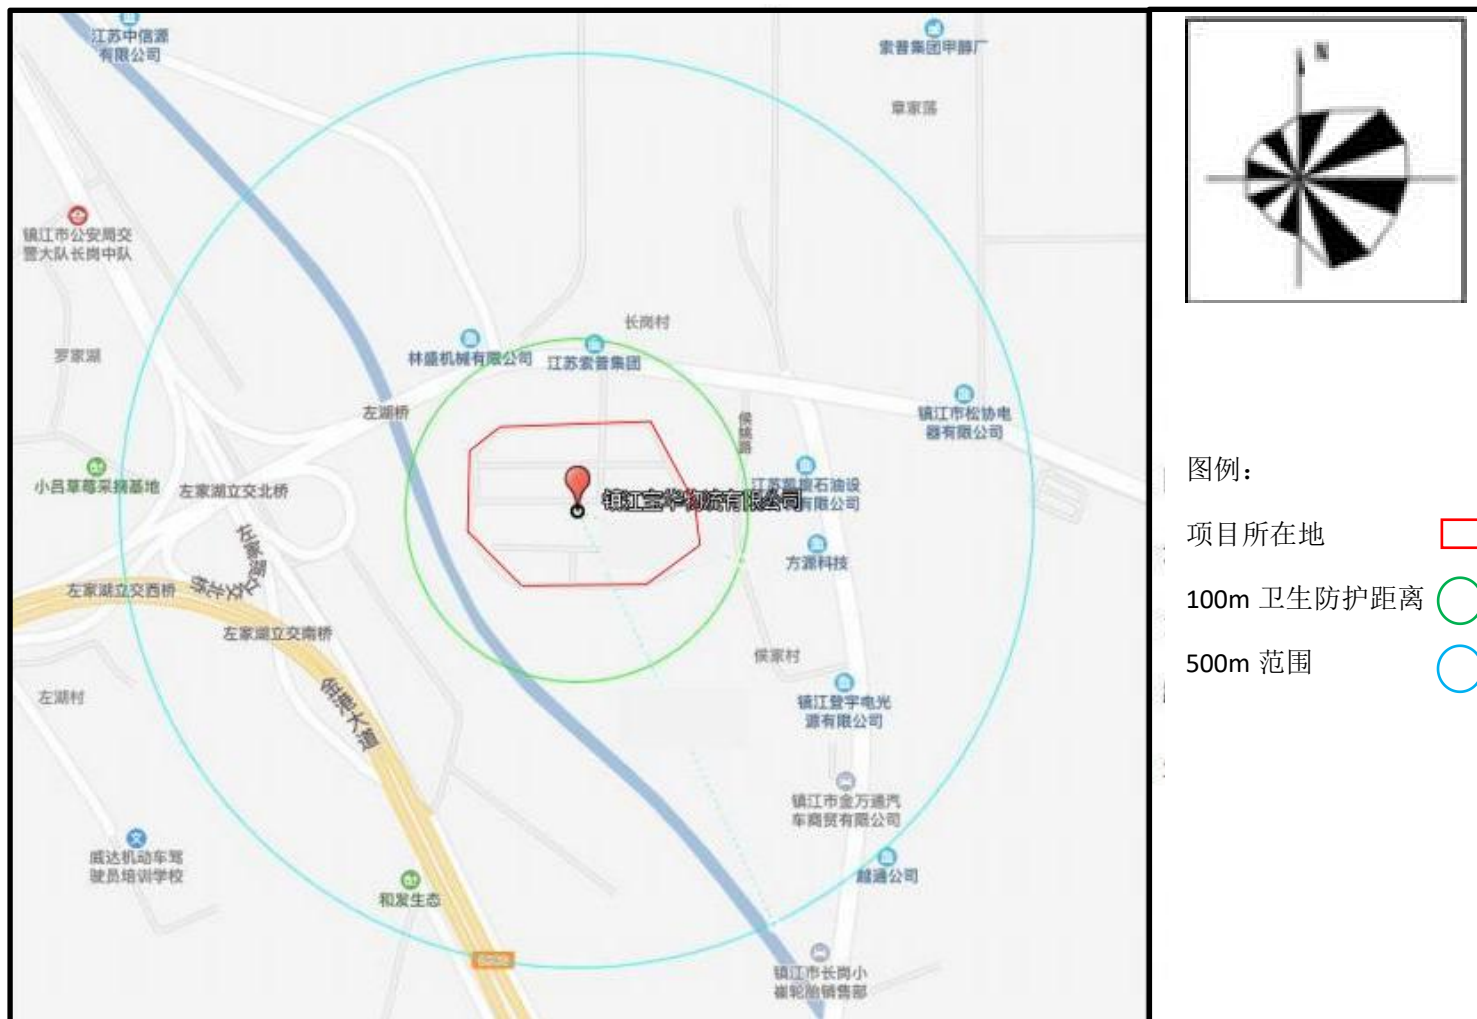 江苏中信源
有限公司
索普集团甲醇厂
章家荡
N
镇江市公安局交
警大队长岗中队
长岗村
罗家湖
林盛机械有限公司
江苏索普集团
左湖桥
侯姚路
镇江市松协电
器有限公司
小吕草莓采摘基地
左家湖立交北桥
镇江宝华物流有限公司
方源科技
左家湖立交西桥
左家湖立交南桥
侯家村
左湖村
金港大道
镇江登宇电光
源有限公司
镇江市金万通汽
车商贸有限公司
威达机动车驾
驶员培训学校
和发生态
越通公司
镇江市长岗小
崔轮胎销售部
图例：
项目所在地
100m 卫生防护距离
500m 范围